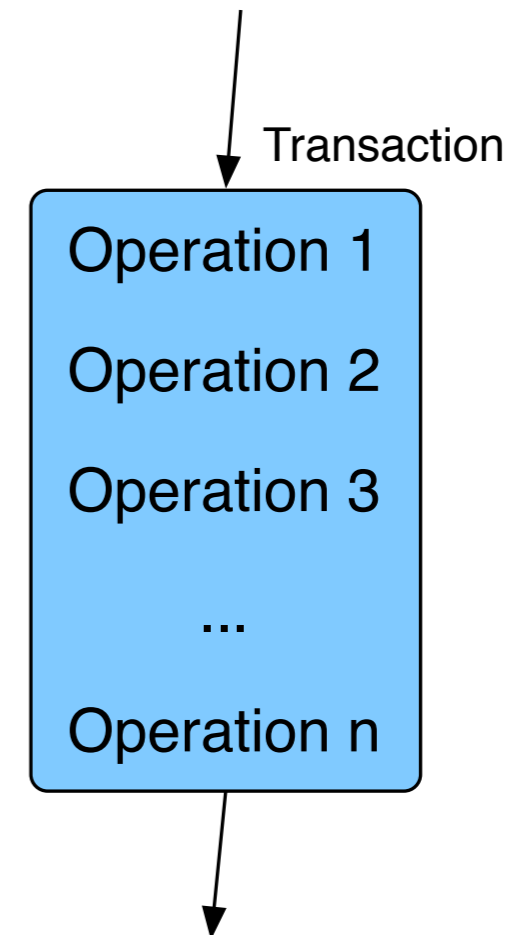 Transaction
Operation 1
Operation 2
Operation 3
...
Operation n